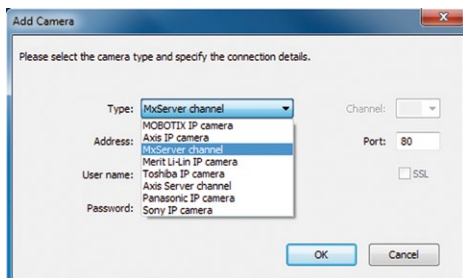 Add Camera
Please select the camera type and specify the connection details.
Type: MxServer channel Channel:
MOBOTIX IP camera
Axis IP camera
Address: MxServer channel Port: 80
Merit Li-Lin IP camera
User name: Toshiba IP camera SSL
Axis Server channel
Panasonic IP camera
Password: Sony IP camera
OK Cancel